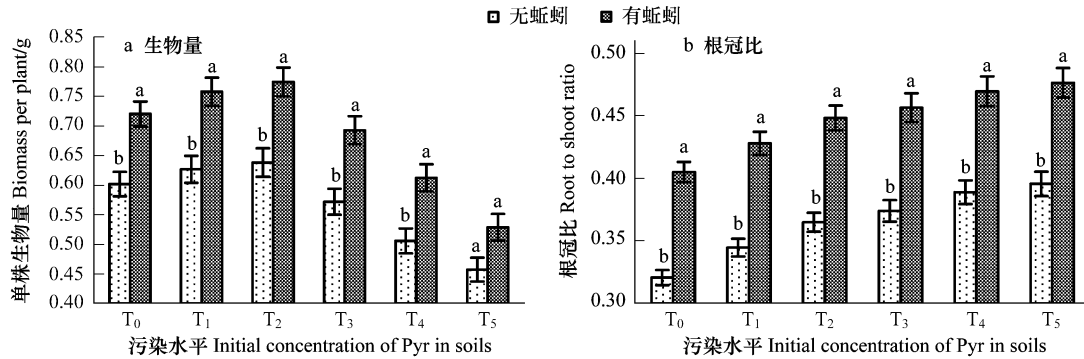 无蚯蚓 有蚯蚓
a 生物量
单株生物量 Biomass per plant/g
0.85
0.80
0.75
0.70
0.65
0.60
0.55
0.50
0.45
0.40
b a b a b a b a b a a a
T0 T1 T2 T3 T4 T5
污染水平 Initial concentration of Pyr in soils
b 根冠比
根冠比 Root to shoot ratio
0.50
0.45
0.40
0.35
0.30
b a b a b a b a b a b a
T0 T1 T2 T3 T4 T5
污染水平 Initial concentration of Pyr in soils